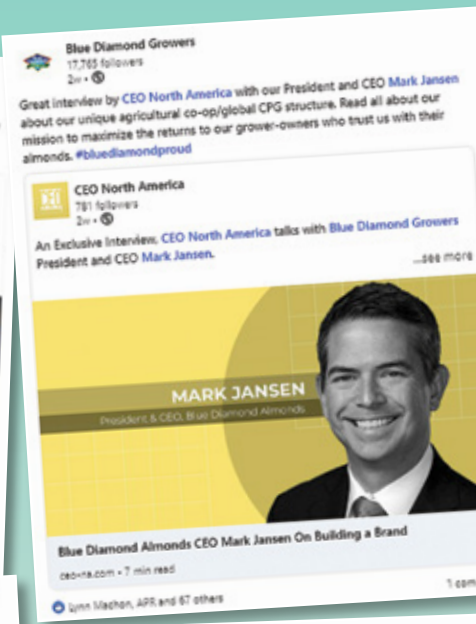 Blue Diamond Growers
17,765 followers
2w •
Great interview by CEO North America with our President and CEO Mark Jansen
about our unique agricultural co-op/global CPG structure. Read all about our
mission to maximize the returns to our grower-owners who trust us with their
almonds. #bluediamondproud
CEO North America
781 followers
2w •
An Exclusive Interview, CEO North America talks with Blue Diamond Growers
President and CEO Mark Jansen.
...see more
MARK JANSEN
President & CEO, Blue Diamond Almonds
Blue Diamond Almonds CEO Mark Jansen On Building a Brand
ceo-na.com • 7 min read
Lynn Machon, APR and 67 others
1 com